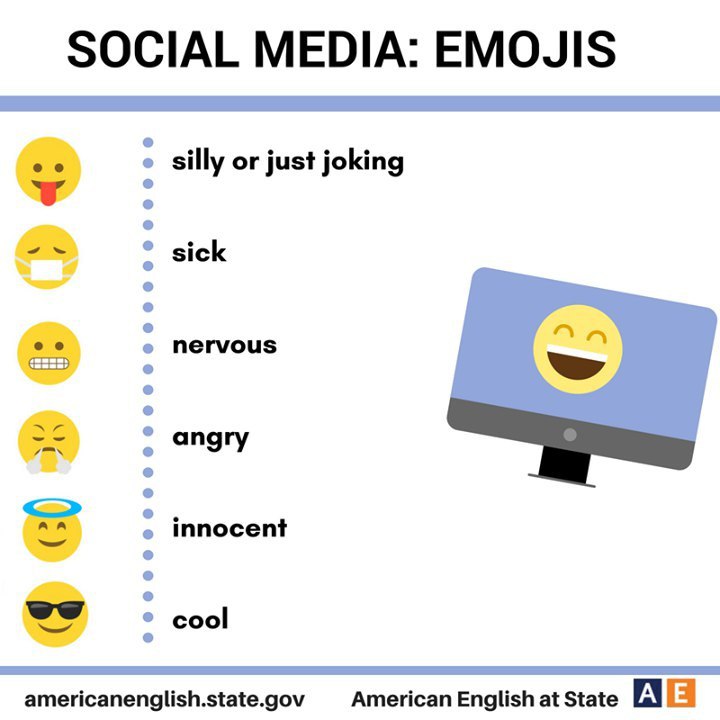 SOCIAL MEDIA: EMOJIS
silly or just joking
sick
nervous
angry
innocent
cool
americanenglish.state.gov American English at State A E